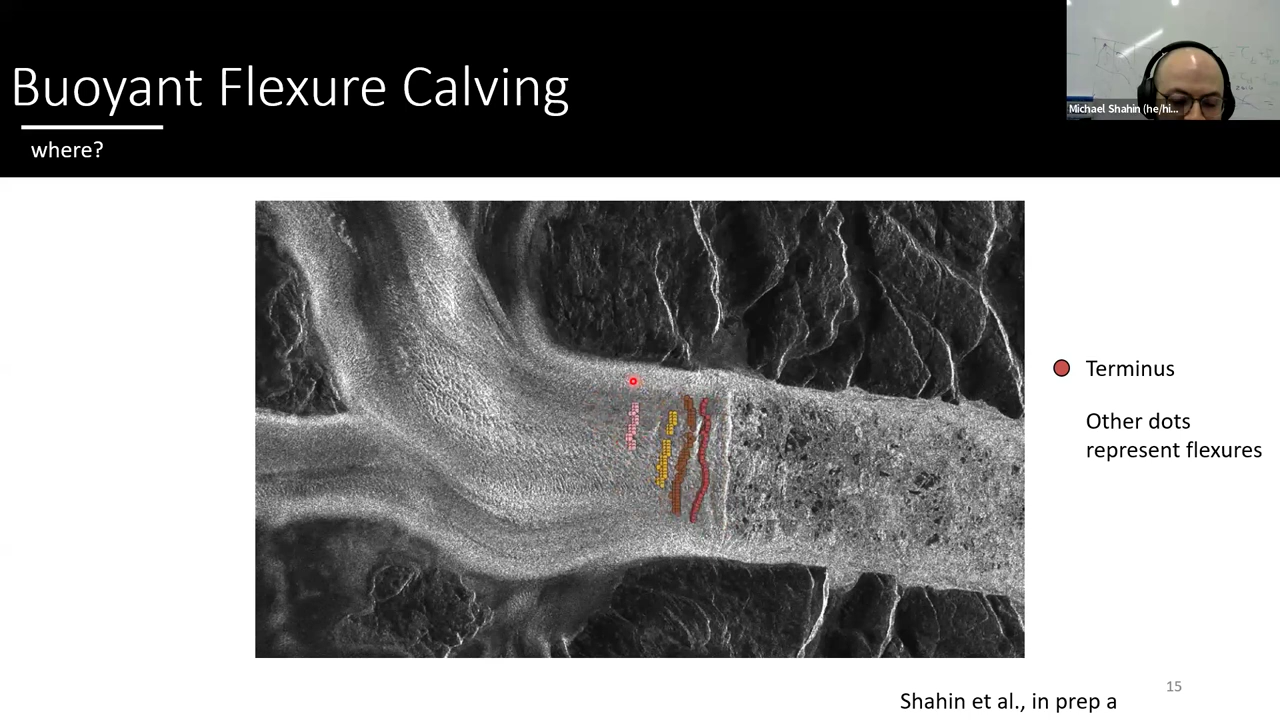 Buoyant Flexure Calving
where?
Michael Shahin (he/hi...
Terminus
Other dots
represent flexures
15
Shahin et al., in prep a